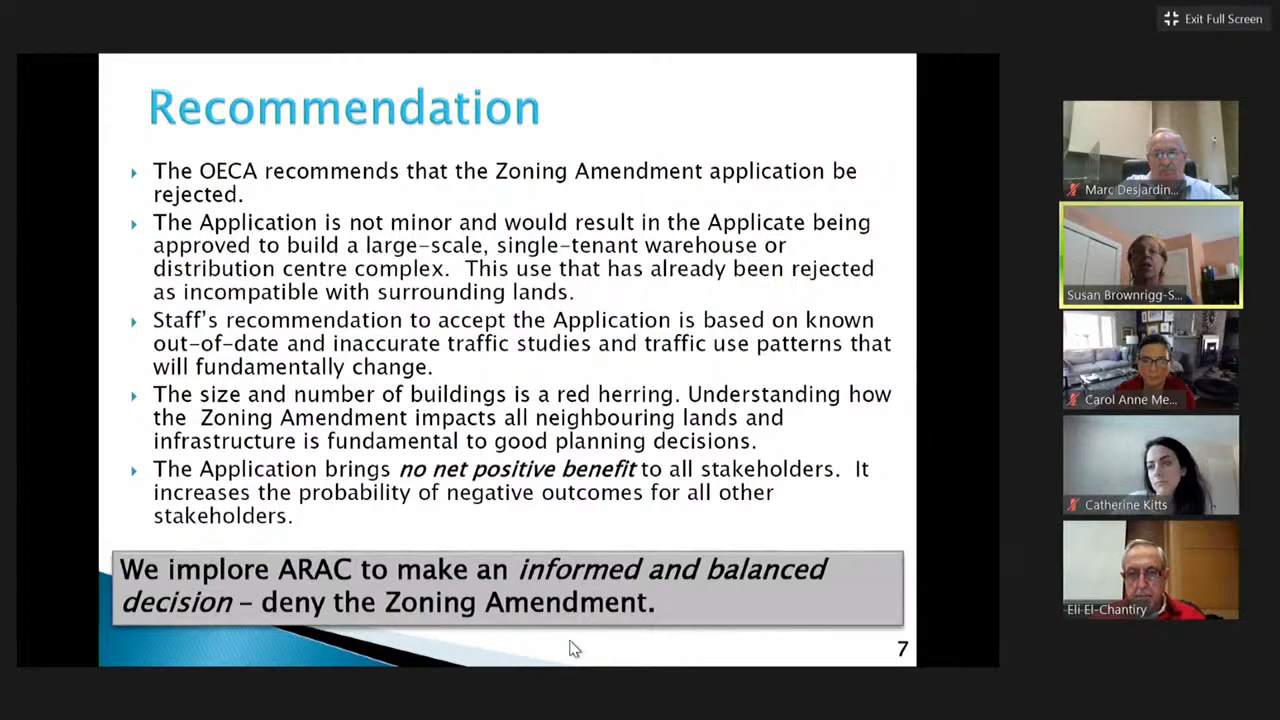 Exit Full Screen
Recommendation
The OECA recommends that the Zoning Amendment application be
rejected.
The Application is not minor and would result in the Applicate being
approved to build a large-scale, single-tenant warehouse or
distribution centre complex.  This use that has already been rejected
as incompatible with surrounding lands.
Staff's recommendation to accept the Application is based on known
out-of-date and inaccurate traffic studies and traffic use patterns that
will fundamentally change.
The size and number of buildings is a red herring. Understanding how
the  Zoning Amendment impacts all neighbouring lands and
infrastructure is fundamental to good planning decisions.
The Application brings no net positive benefit to all stakeholders.  It
increases the probability of negative outcomes for all other
stakeholders.
We implore ARAC to make an informed and balanced
decision – deny the Zoning Amendment.
7
Marc Desjardin...
Susan Brownrigg-S...
Carol Anne Me...
Catherine Kitts
Eli El-Chantiry